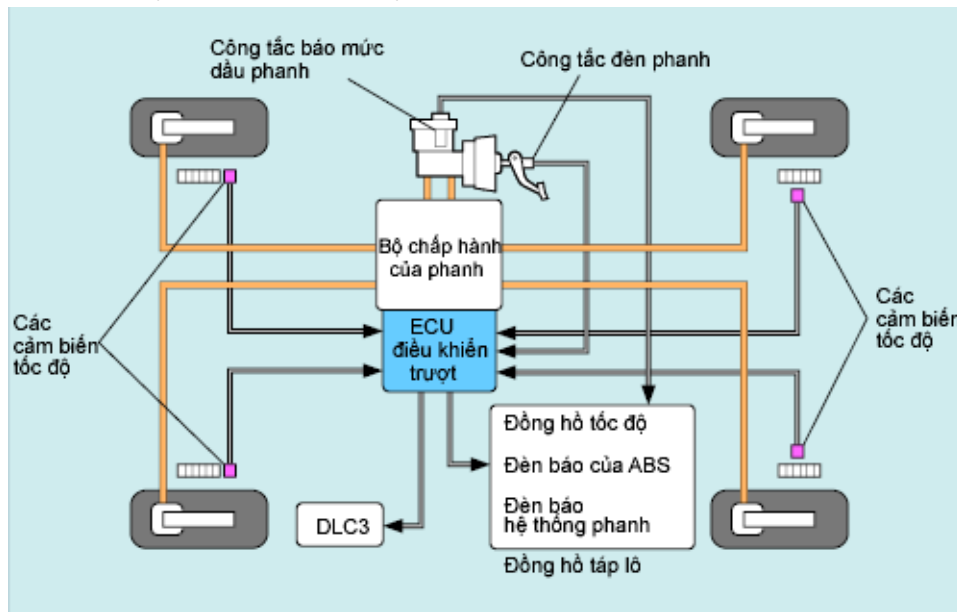 Công tắc báo mức
dầu phanh
Công tắc đèn phanh
Bộ chấp hành
của phanh
ECU
điều khiển
trượt
Các
cảm biến
tốc độ
Các
cảm biến
tốc độ
Đồng hồ tốc độ
Đèn báo của ABS
Đèn báo
hệ thống phanh
DLC3
Đồng hồ táp lô